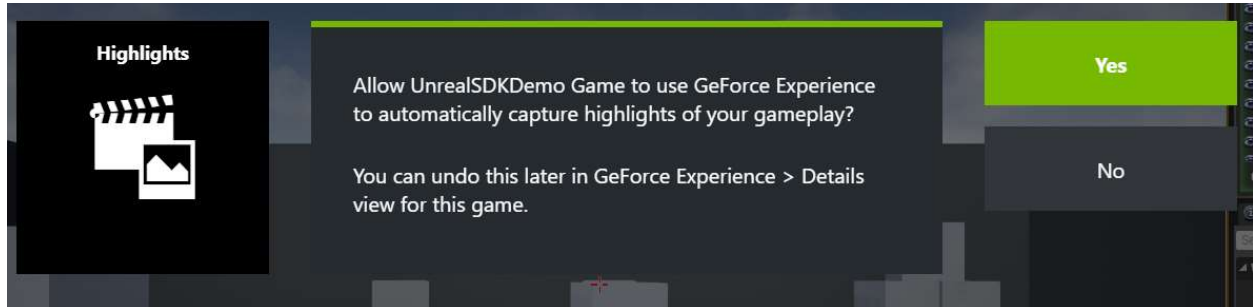 Highlights
Allow UnrealSDKDemo Game to use GeForce Experience
to automatically capture highlights of your gameplay?
You can undo this later in GeForce Experience > Details
view for this game.
Yes
No